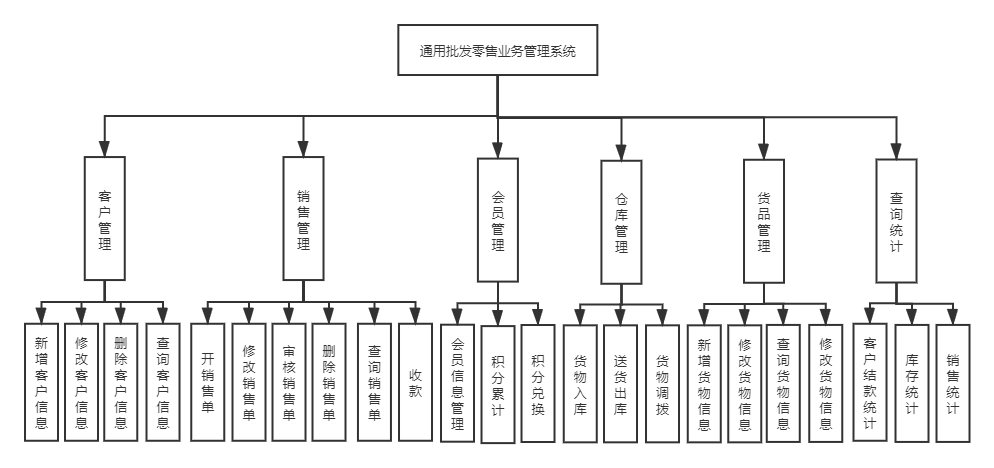 通用批发零售业务管理系统
客户管理
销售管理
会员管理
仓库管理
货品管理
查询统计
新增客户信息
修改客户信息
删除客户信息
查询客户信息
开销售单
修改销售单
审核销售单
删除销售单
查询销售单
收款
会员信息管理
积分累计
积分兑换
货物入库
送货出库
货物调拨
新增货物信息
修改货物信息
查询货物信息
修改货物信息
客户结款统计
库存统计
销售统计